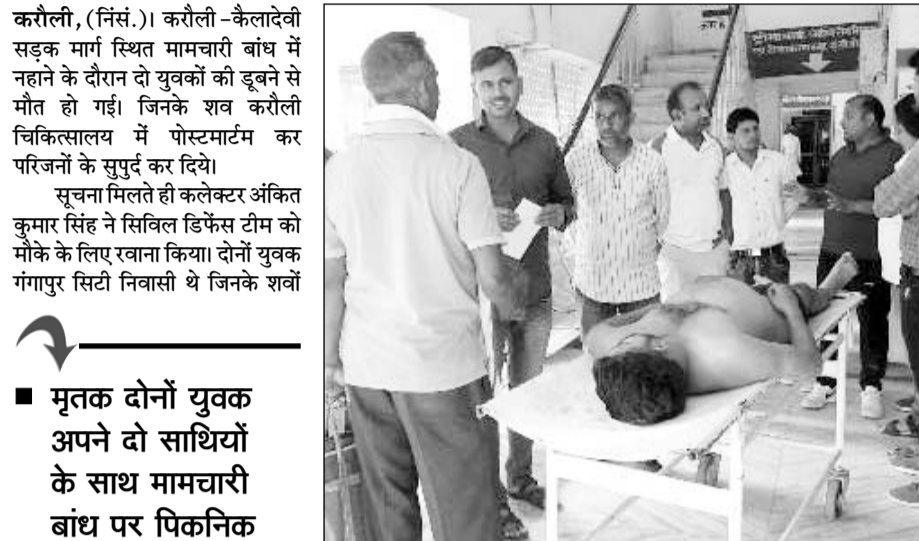 करौली, (निंसं.)। करौली-कैलादेवी
सड़क मार्ग स्थित मामचारी बांध में
नहाने के दौरान दो युवकों की डूबने से
मौत हो गई। जिनके शव करौली
चिकित्सालय में पोस्टमार्टम कर
परिजनों के सुपुर्द कर दिये।
सूचना मिलते ही कलेक्टर अंकित
कुमार सिंह ने सिविल डिफेंस टीम को
मौके के लिए रवाना किया। दोनों युवक
गंगापुर सिटी निवासी थे जिनके शवों
■ मृतक दोनों युवक
अपने दो साथियों
के साथ मामचारी
बांध पर पिकनिक